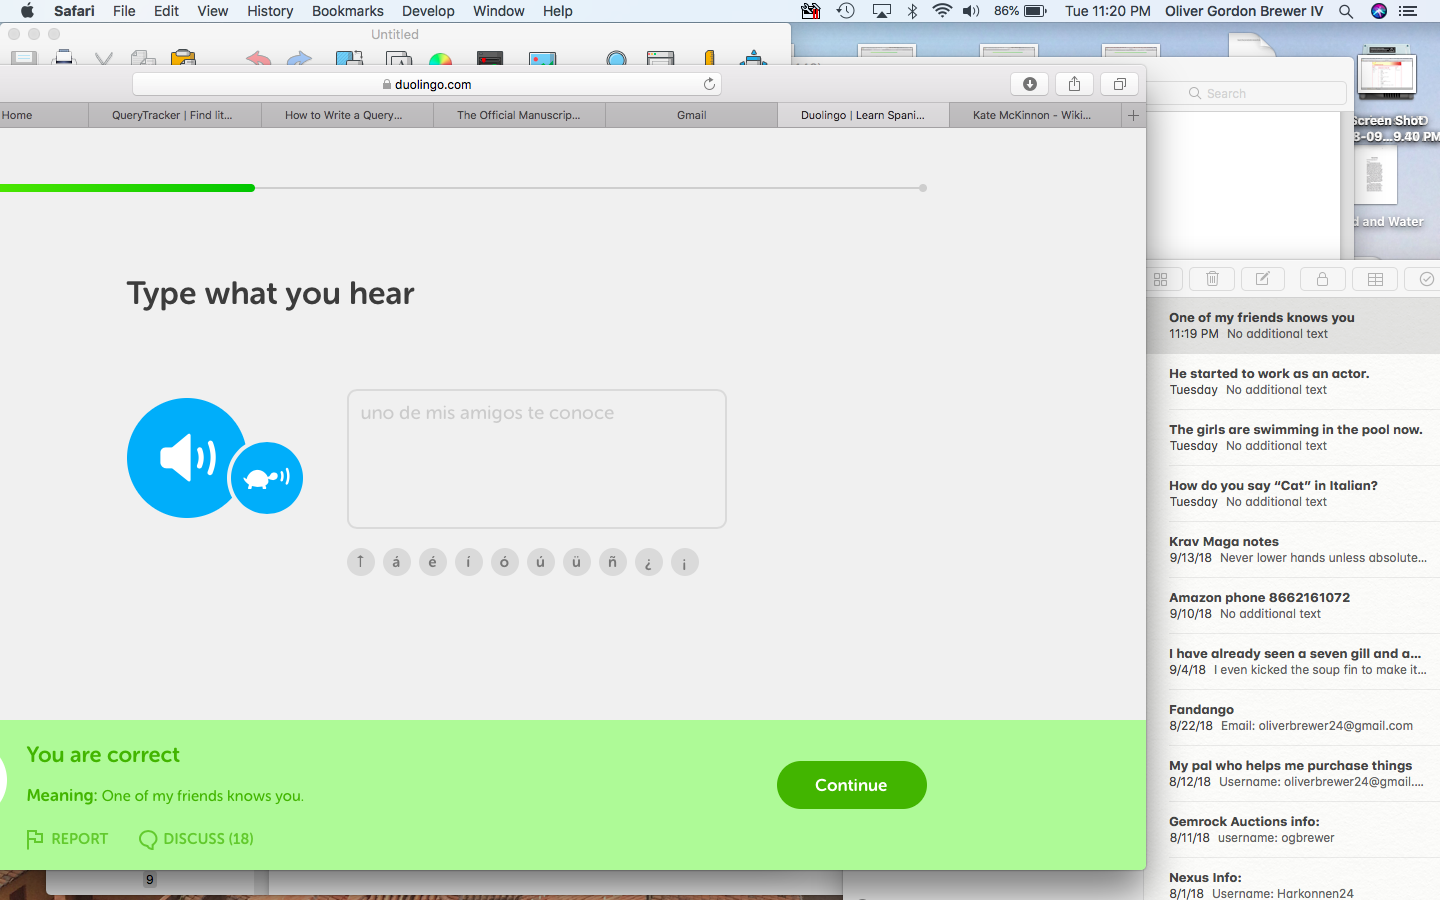 Safari File Edit View History Bookmarks Develop Window Help 86% Tue 11:20 PM Oliver Gordon Brewer IV
Untitled
duolingo.com
Search
Home QueryTracker | Find lit... How to Write a Query... The Official Manuscrip... Gmail Duolingo | Learn Spani... Kate McKinnon - Wiki...
Screen Shot
9.40 PM
and Water
Type what you hear
uno de mis amigos te conoce
↑ á é í ó ú ü ñ ¿ ¡
You are correct
Meaning: One of my friends knows you.
REPORT DISCUSS (18)
Continue
9
One of my friends knows you
11:19 PM No additional text
He started to work as an actor.
Tuesday No additional text
The girls are swimming in the pool now.
Tuesday No additional text
How do you say “Cat” in Italian?
Tuesday No additional text
Krav Maga notes
9/13/18 Never lower hands unless absolute...
Amazon phone 8662161072
9/10/18 No additional text
I have already seen a seven gill and a...
9/4/18 I even kicked the soup fin to make it...
Fandango
8/22/18 Email: oliverbrewer24@gmail.com
My pal who helps me purchase things
8/12/18 Username: oliverbrewer24@gmail....
Gemrock Auctions info:
8/11/18 username: ogbrewer
Nexus Info:
8/1/18 Username: Harkonnen24